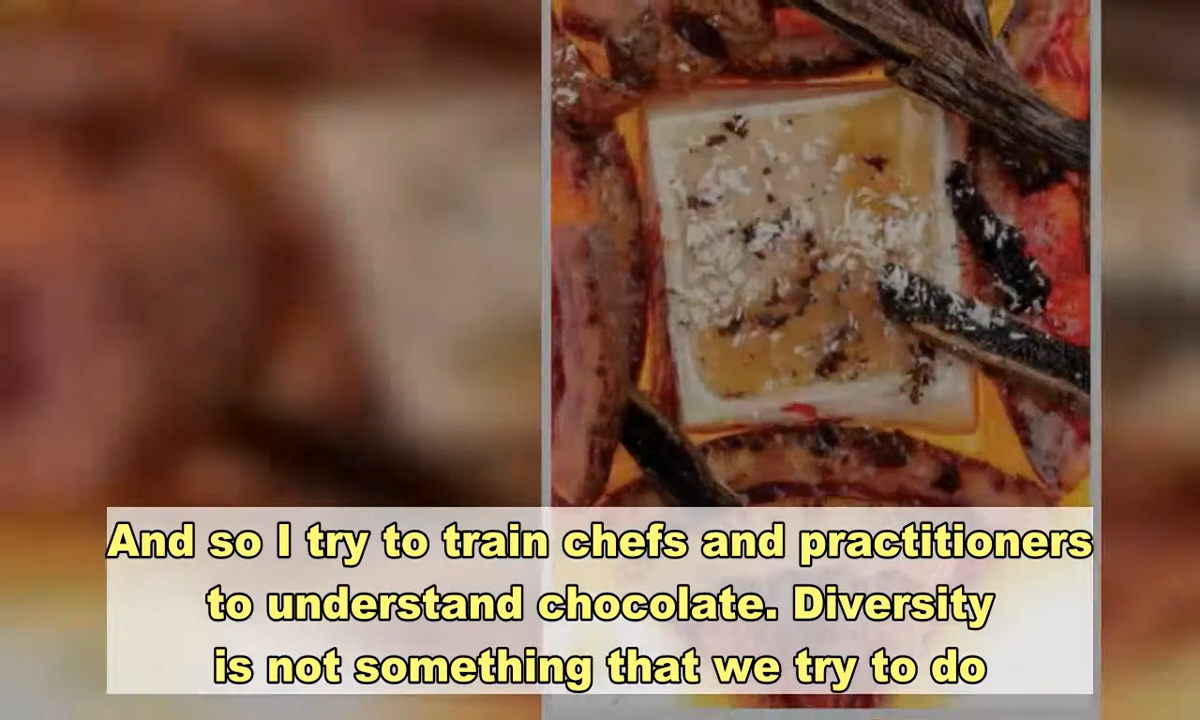 And so I try to train chefs and practitioners
to understand chocolate. Diversity
is not something that we try to do